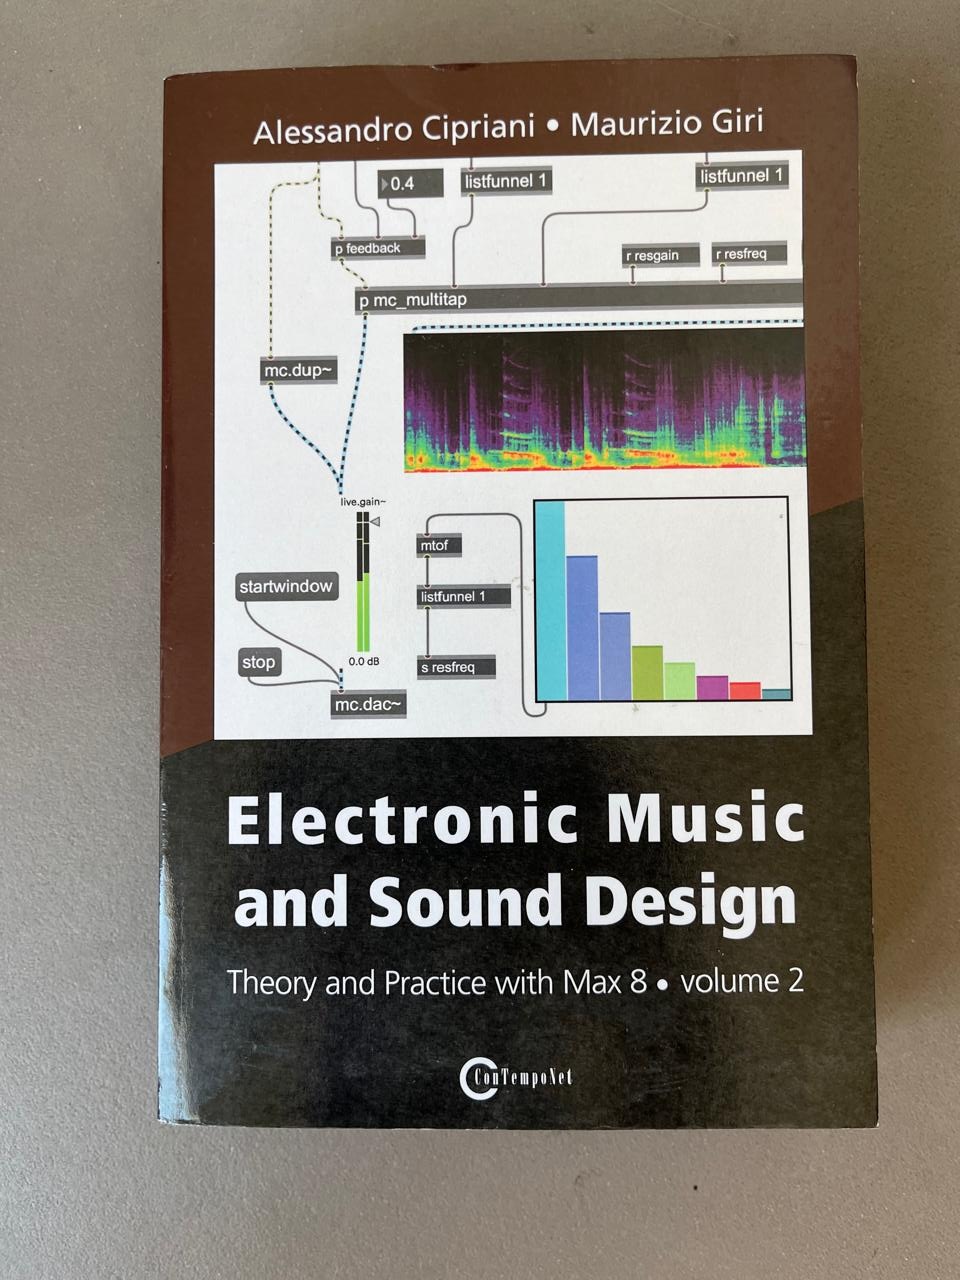 Alessandro Cipriani • Maurizio Giri
0.4
listfunnel 1
listfunnel 1
p feedback
r resgain
r resfreq
p mc_multitap
mc.dup~
live.gain~
mtof
startwindow
listfunnel 1
stop
0.0 dB
s resfreq
mc.dac~
Electronic Music
and Sound Design
Theory and Practice with Max 8 • volume 2
ConTempoNet